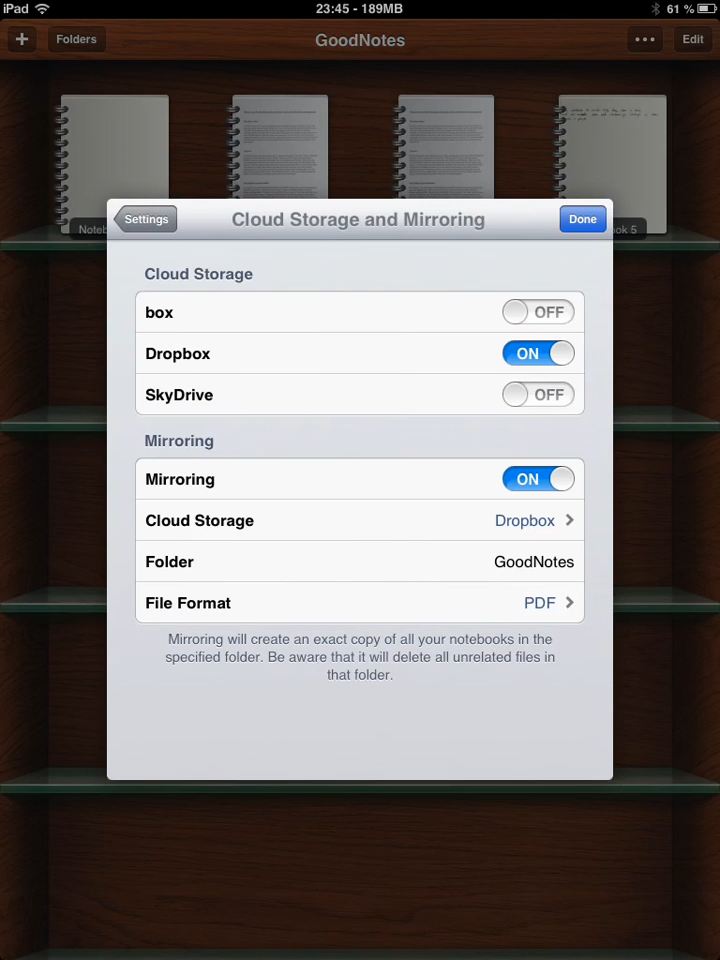 iPad 23:45 - 189MB 61 %
+ Folders GoodNotes ••• Edit
Settings Cloud Storage and Mirroring Done
Cloud Storage
box OFF
Dropbox ON
SkyDrive OFF
Mirroring
Mirroring ON
Cloud Storage Dropbox
Folder GoodNotes
File Format PDF
Mirroring will create an exact copy of all your notebooks in the
specified folder. Be aware that it will delete all unrelated files in
that folder.